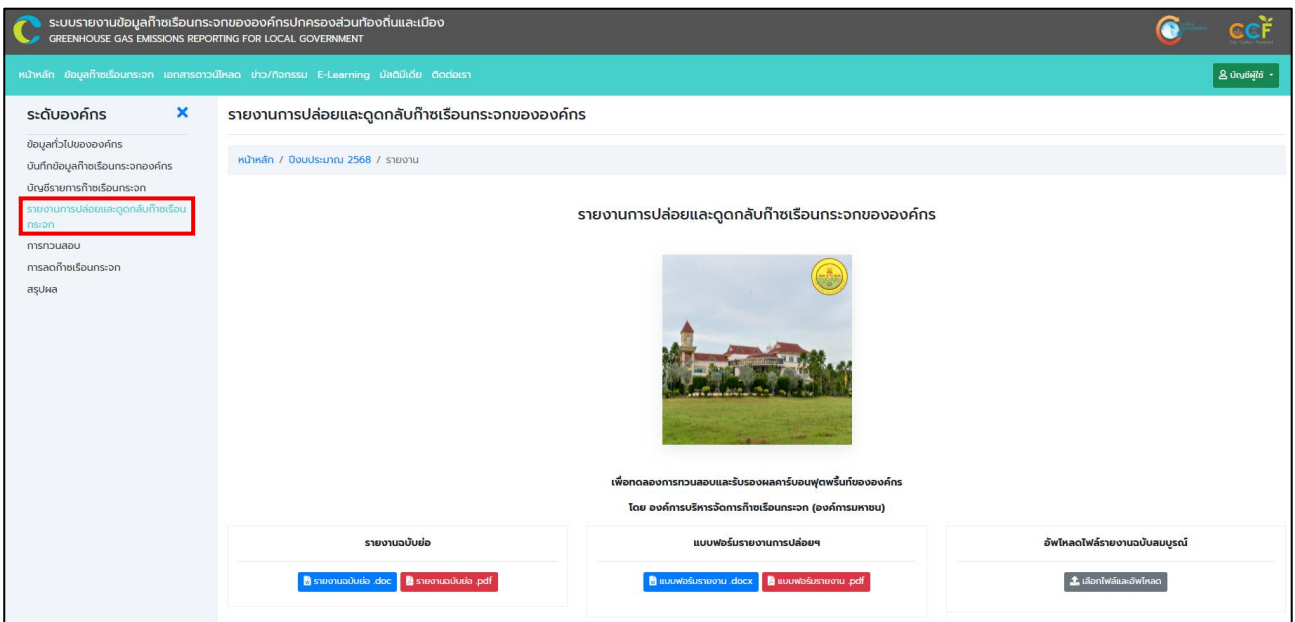 ระบบรายงานข้อมูลก๊าซเรือนกระจกขององค์กรปกครองส่วนท้องถิ่นและเมือง
GREENHOUSE GAS EMISSIONS REPORTING FOR LOCAL GOVERNMENT
CCF
หน้าหลัก ข้อมูลก๊าซเรือนกระจก เอกสารดาวน์โหลด ข่าว/กิจกรรม E-Learning มัลติมีเดีย ติดต่อเรา
บัญชีผู้ใช้
ระดับองค์กร
รายงานการปล่อยและดูดกลับก๊าซเรือนกระจกขององค์กร
ข้อมูลทั่วไปขององค์กร
บันทึกข้อมูลก๊าซเรือนกระจกองค์กร
บัญชีรายการก๊าซเรือนกระจก
รายงานการปล่อยและดูดกลับก๊าซเรือน
กระจก
การทวนสอบ
การลดก๊าซเรือนกระจก
สรุปผล
หน้าหลัก / ปีงบประมาณ 2568 / รายงาน
รายงานการปล่อยและดูดกลับก๊าซเรือนกระจกขององค์กร
เพื่อทดลองการทวนสอบและรับรองผลคาร์บอนฟุตพริ้นท์ขององค์กร
โดย องค์การบริหารจัดการก๊าซเรือนกระจก (องค์การมหาชน)
รายงานฉบับย่อ
รายงานฉบับย่อ .doc รายงานฉบับย่อ .pdf
แบบฟอร์มรายงานการปล่อยฯ
แบบฟอร์มรายงาน .docx แบบฟอร์มรายงาน .pdf
อัพโหลดไฟล์รายงานฉบับสมบูรณ์
เลือกไฟล์และอัพโหลด